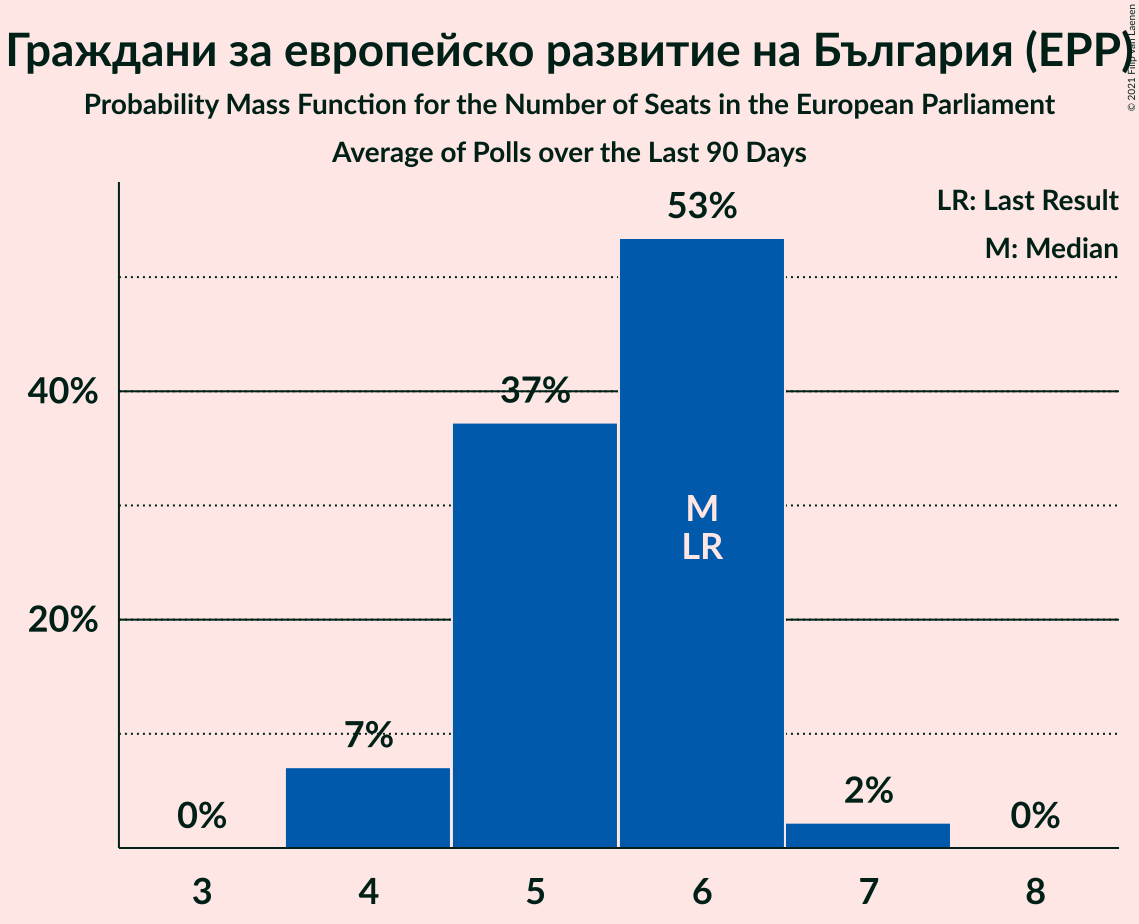 Граждани за европейско развитие на България (EPP)
© 2021 Filip van Laenen
Probability Mass Function for the Number of Seats in the European Parliament
Average of Polls over the Last 90 Days
LR: Last Result
M: Median
53%
40%
37%
M
LR
20%
7%
2%
0%
0%
3 4 5 6 7 8